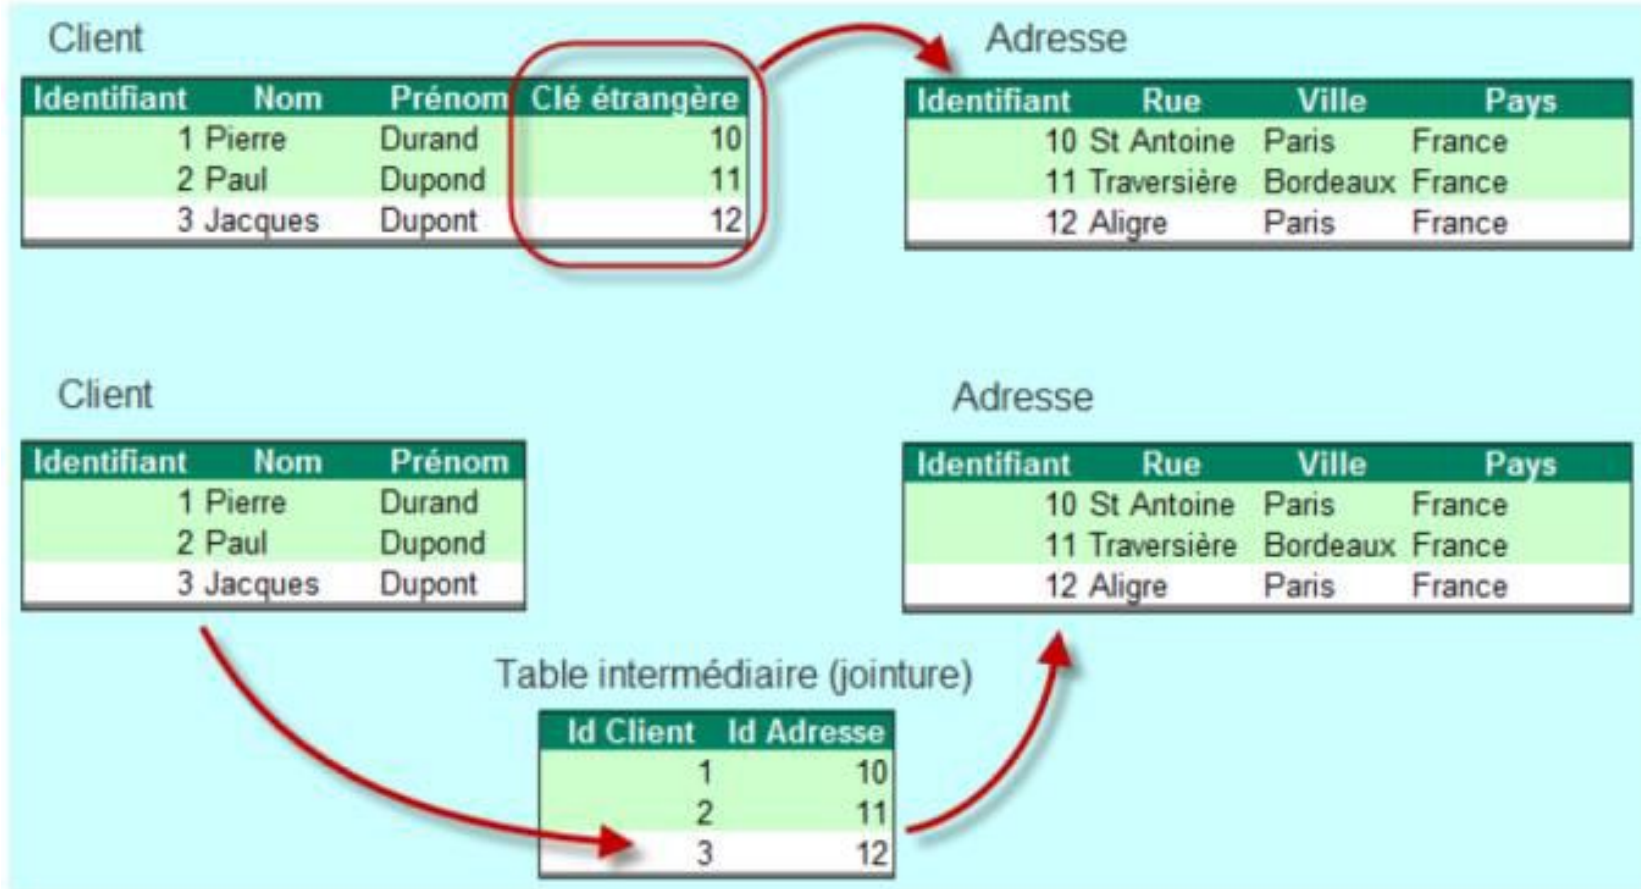 Client
Adresse
Identifiant Nom Prénom Clé étrangère
1 Pierre Durand 10
2 Paul Dupond 11
3 Jacques Dupont 12
Identifiant Rue Ville Pays
10 St Antoine Paris France
11 Traversière Bordeaux France
12 Aligre Paris France
Client
Adresse
Identifiant Nom Prénom
1 Pierre Durand
2 Paul Dupond
3 Jacques Dupont
Identifiant Rue Ville Pays
10 St Antoine Paris France
11 Traversière Bordeaux France
12 Aligre Paris France
Table intermédiaire (jointure)
Id Client Id Adresse
1 10
2 11
3 12